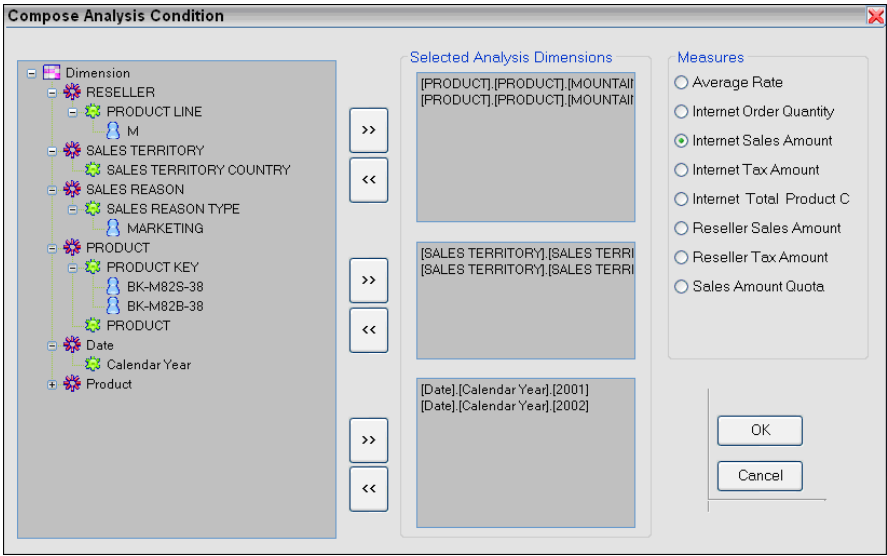 Compose Analysis Condition
Dimension
RESELLER
PRODUCT LINE
M
SALES TERRITORY
SALES TERRITORY COUNTRY
SALES REASON
SALES REASON TYPE
MARKETING
PRODUCT
PRODUCT KEY
BK-M82S-38
BK-M82B-38
PRODUCT
Date
Calendar Year
Product
>>
<<
>>
<<
>>
<<
Selected Analysis Dimensions
[PRODUCT].[PRODUCT].[MOUNTAIN
[PRODUCT].[PRODUCT].[MOUNTAIN
[SALES TERRITORY].[SALES TERRI
[SALES TERRITORY].[SALES TERRI
[Date].[Calendar Year].[2001]
[Date].[Calendar Year].[2002]
Measures
Average Rate
Internet Order Quantity
Internet Sales Amount
Internet Tax Amount
Internet Total Product C
Reseller Sales Amount
Reseller Tax Amount
Sales Amount Quota
OK
Cancel